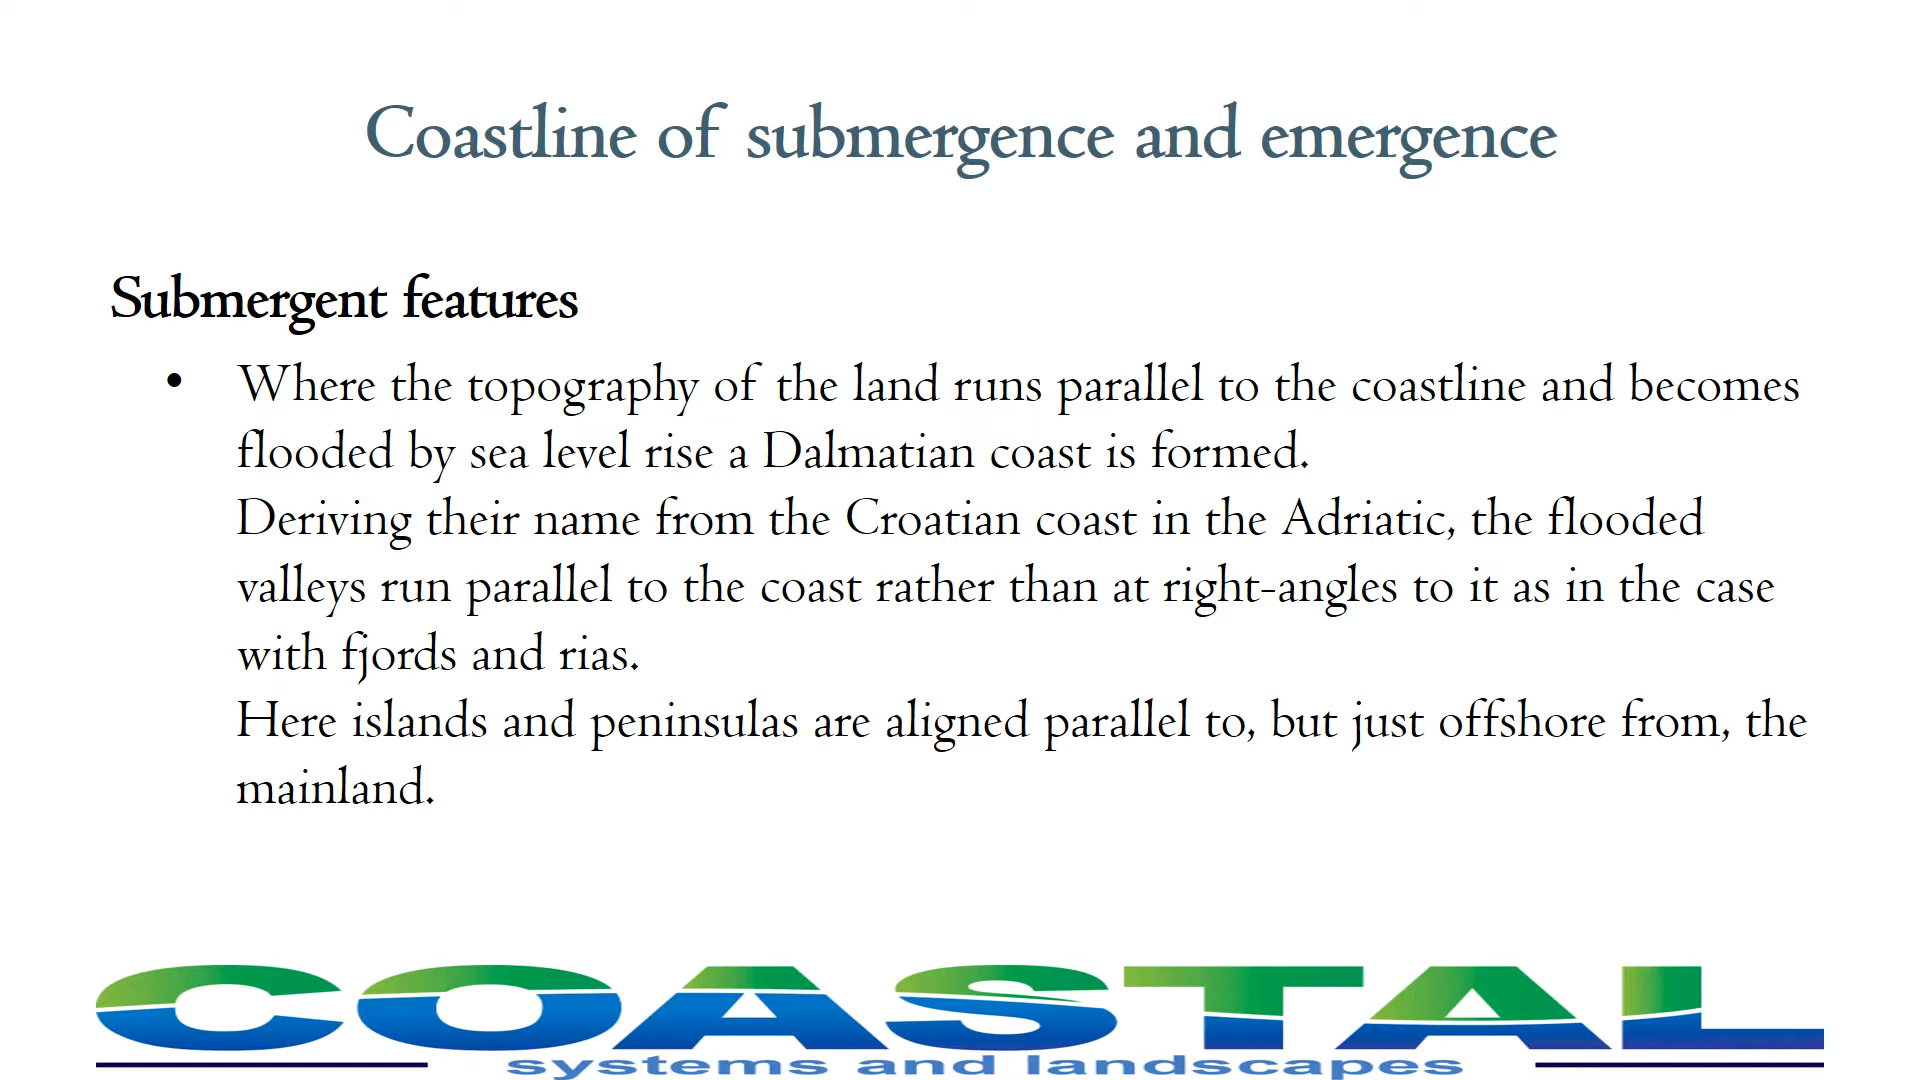 Coastline of submergence and emergence
Submergent features
• Where the topography of the land runs parallel to the coastline and becomes
flooded by sea level rise a Dalmatian coast is formed.
Deriving their name from the Croatian coast in the Adriatic, the flooded
valleys run parallel to the coast rather than at right-angles to it as in the case
with fjords and rias.
Here islands and peninsulas are aligned parallel to, but just offshore from, the
mainland.
COASTAL
systems and landscapes